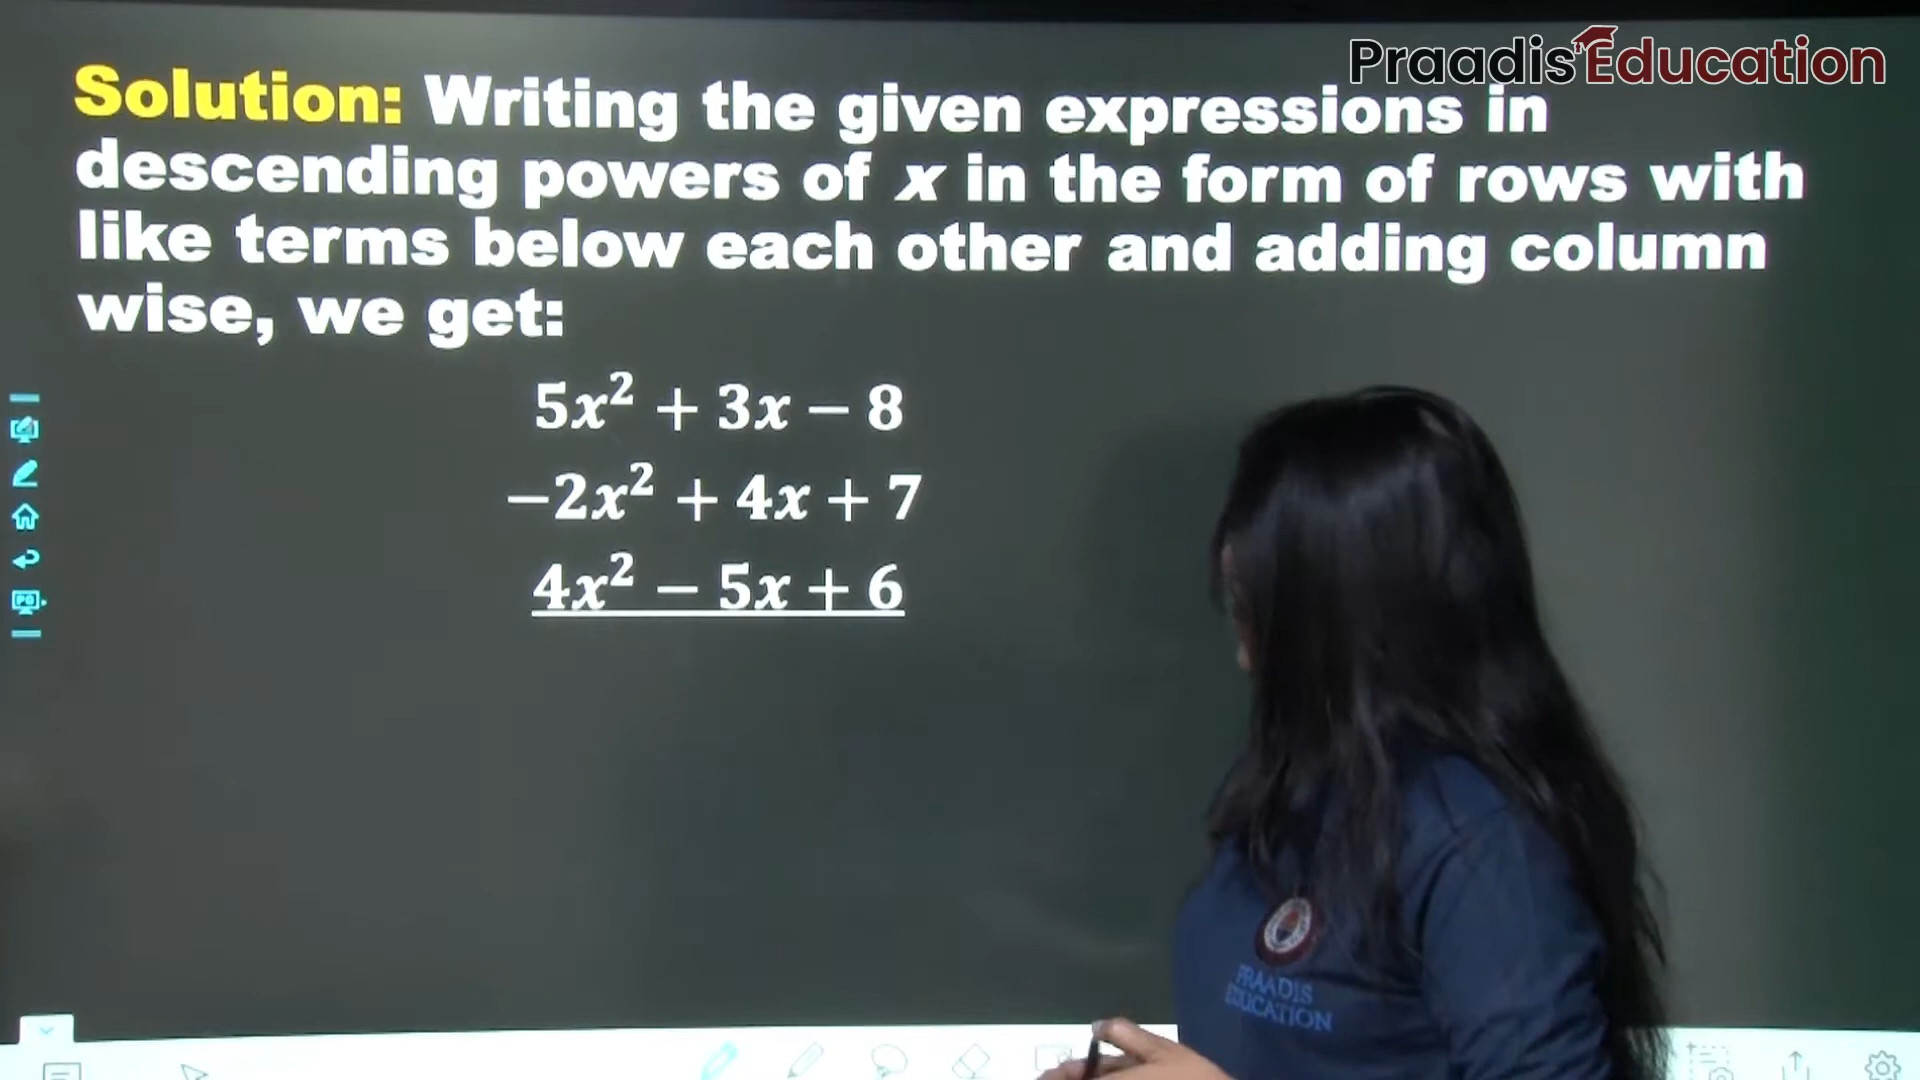 Praadis Education
Solution: Writing the given expressions in
descending powers of x in the form of rows with
like terms below each other and adding column
wise, we get:
5x² + 3x − 8
−2x² + 4x + 7
4x² − 5x + 6
PRAADIS
EDUCATION